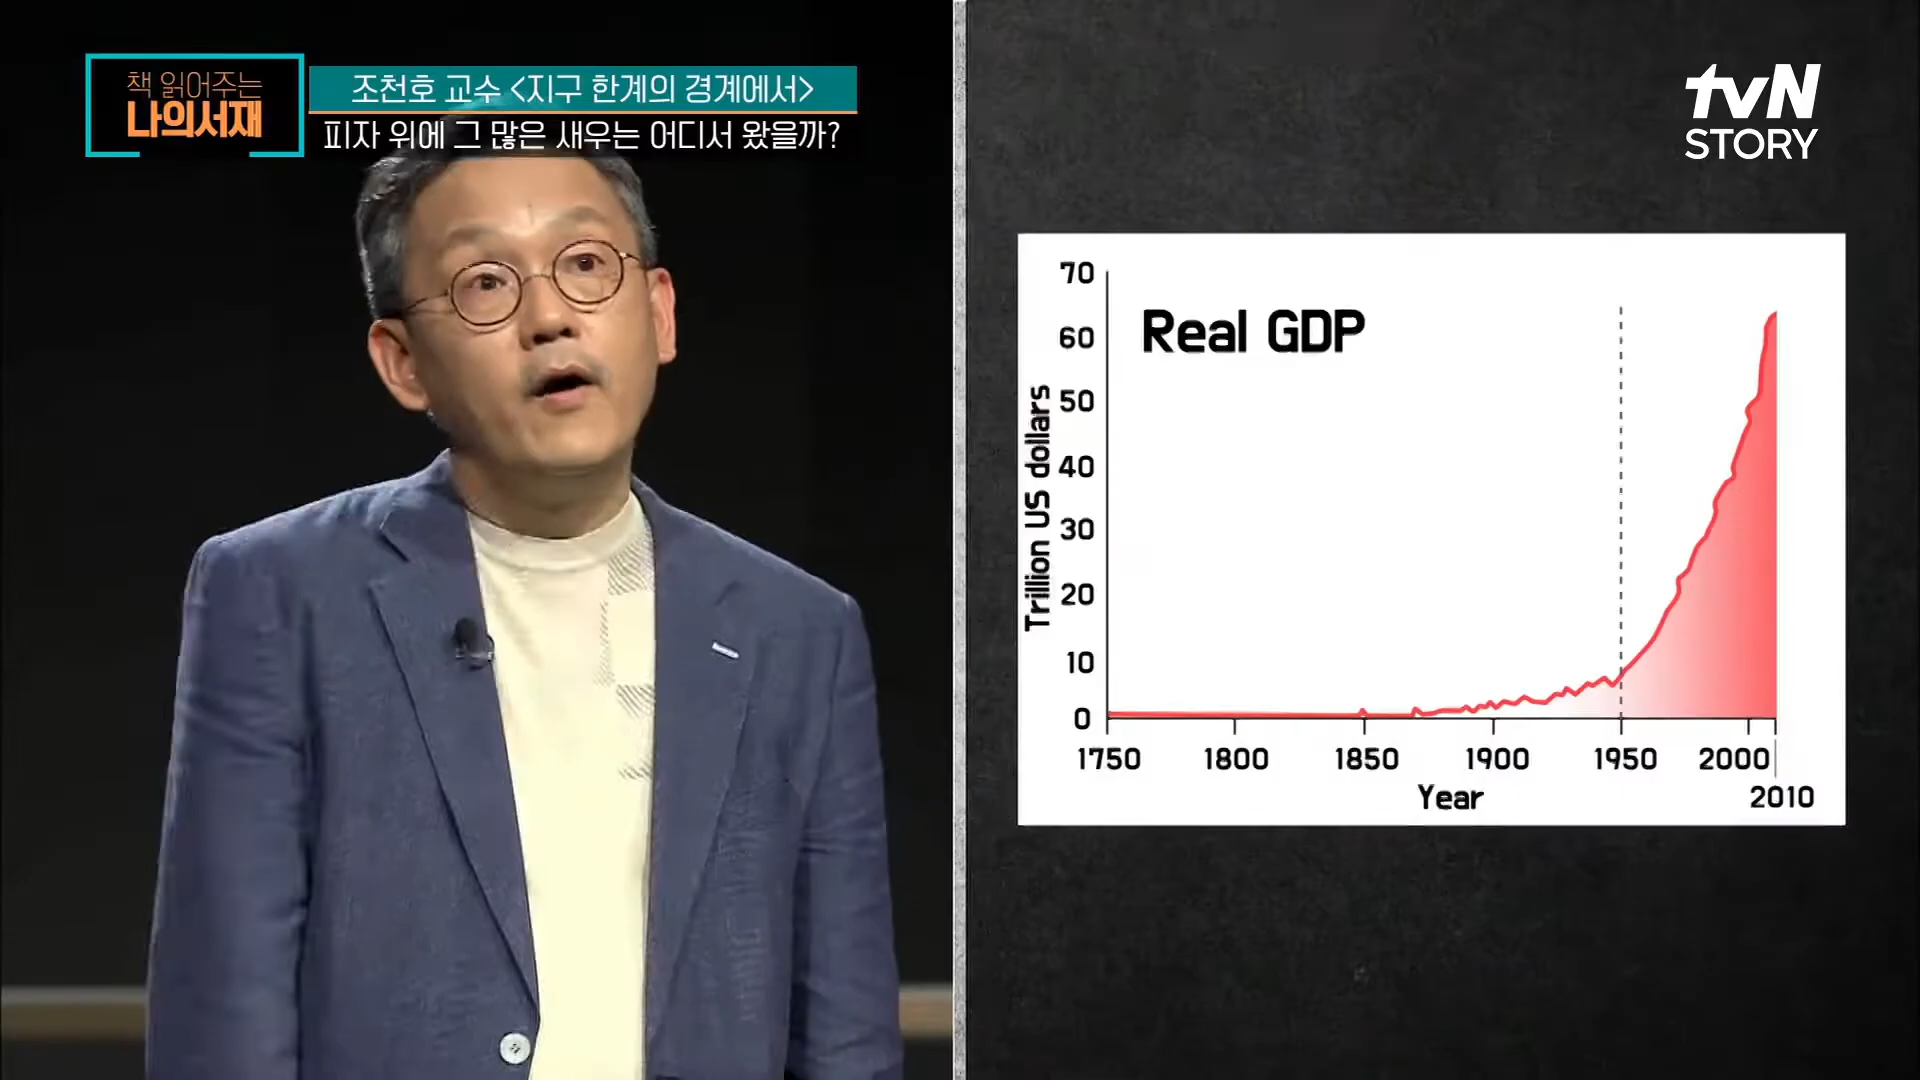 책 읽어주는
나의서재
조천호 교수 <지구 한계의 경계에서>
피자 위에 그 많은 새우는 어디서 왔을까?
tvN
STORY
Real GDP
Trillion US dollars
70
60
50
40
30
20
10
0
1750 1800 1850 1900 1950 2000
2010
Year